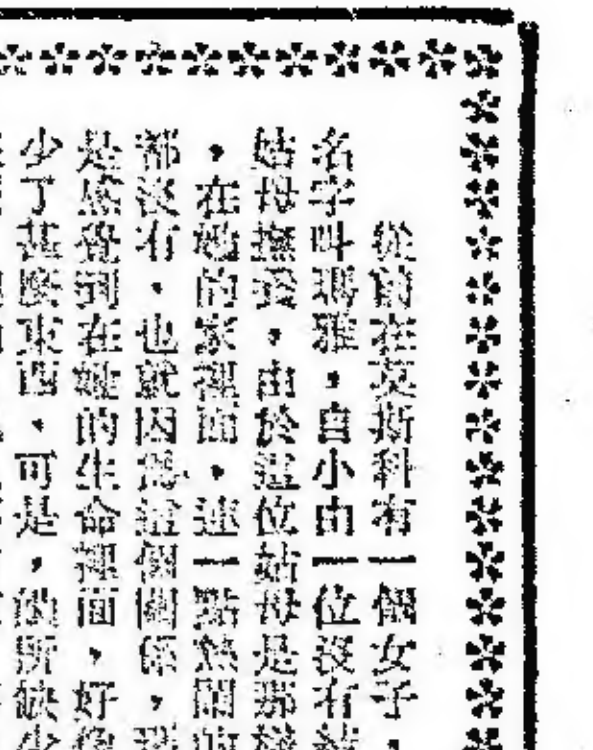 從前在莫斯科有一個女子，
名字叫瑪雅，自小由一位沒有結
姑母撫養，由於這位姑母是那樣
，在她的家裡面，連一點熱鬧
都沒有，也就因為這個關係，
是感覺到在她的生命裡面，好像
少了甚麼東西，可是，她所缺少